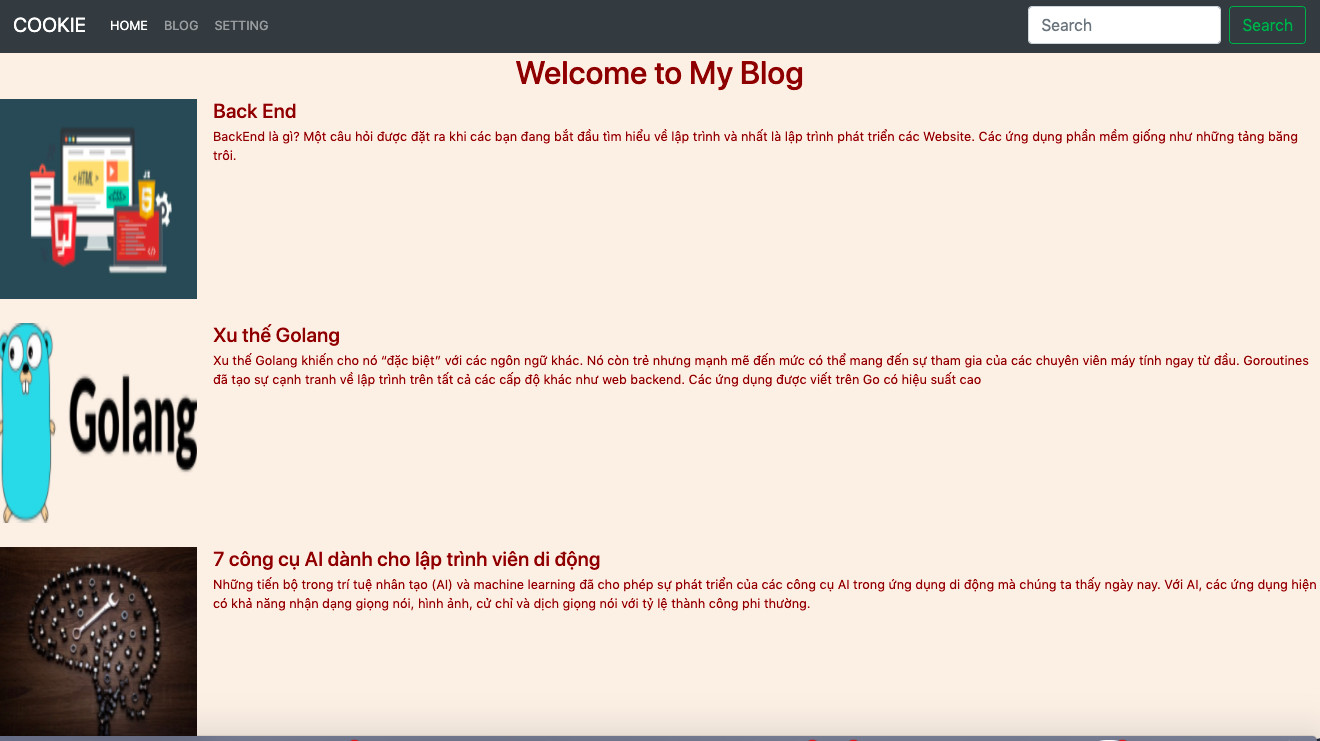 COOKIE HOME BLOG SETTING Search Search
Welcome to My Blog
Back End
BackEnd là gì? Một câu hỏi được đặt ra khi các bạn đang bắt đầu tìm hiểu về lập trình và nhất là lập trình phát triển các Website. Các ứng dụng phần mềm giống như những tảng băng
trôi.
< HTML >
Xu thế Golang
Xu thế Golang khiến cho nó “đặc biệt” với các ngôn ngữ khác. Nó còn trẻ nhưng mạnh mẽ đến mức có thể mang đến sự tham gia của các chuyên viên máy tính ngay từ đầu. Goroutines
đã tạo sự cạnh tranh về lập trình trên tất cả các cấp độ khác như web backend. Các ứng dụng được viết trên Go có hiệu suất cao
Golang
7 công cụ AI dành cho lập trình viên di động
Những tiến bộ trong trí tuệ nhân tạo (AI) và machine learning đã cho phép sự phát triển của các công cụ AI trong ứng dụng di động mà chúng ta thấy ngày nay. Với AI, các ứng dụng hiện
có khả năng nhận dạng giọng nói, hình ảnh, cử chỉ và dịch giọng nói với tỷ lệ thành công phi thường.